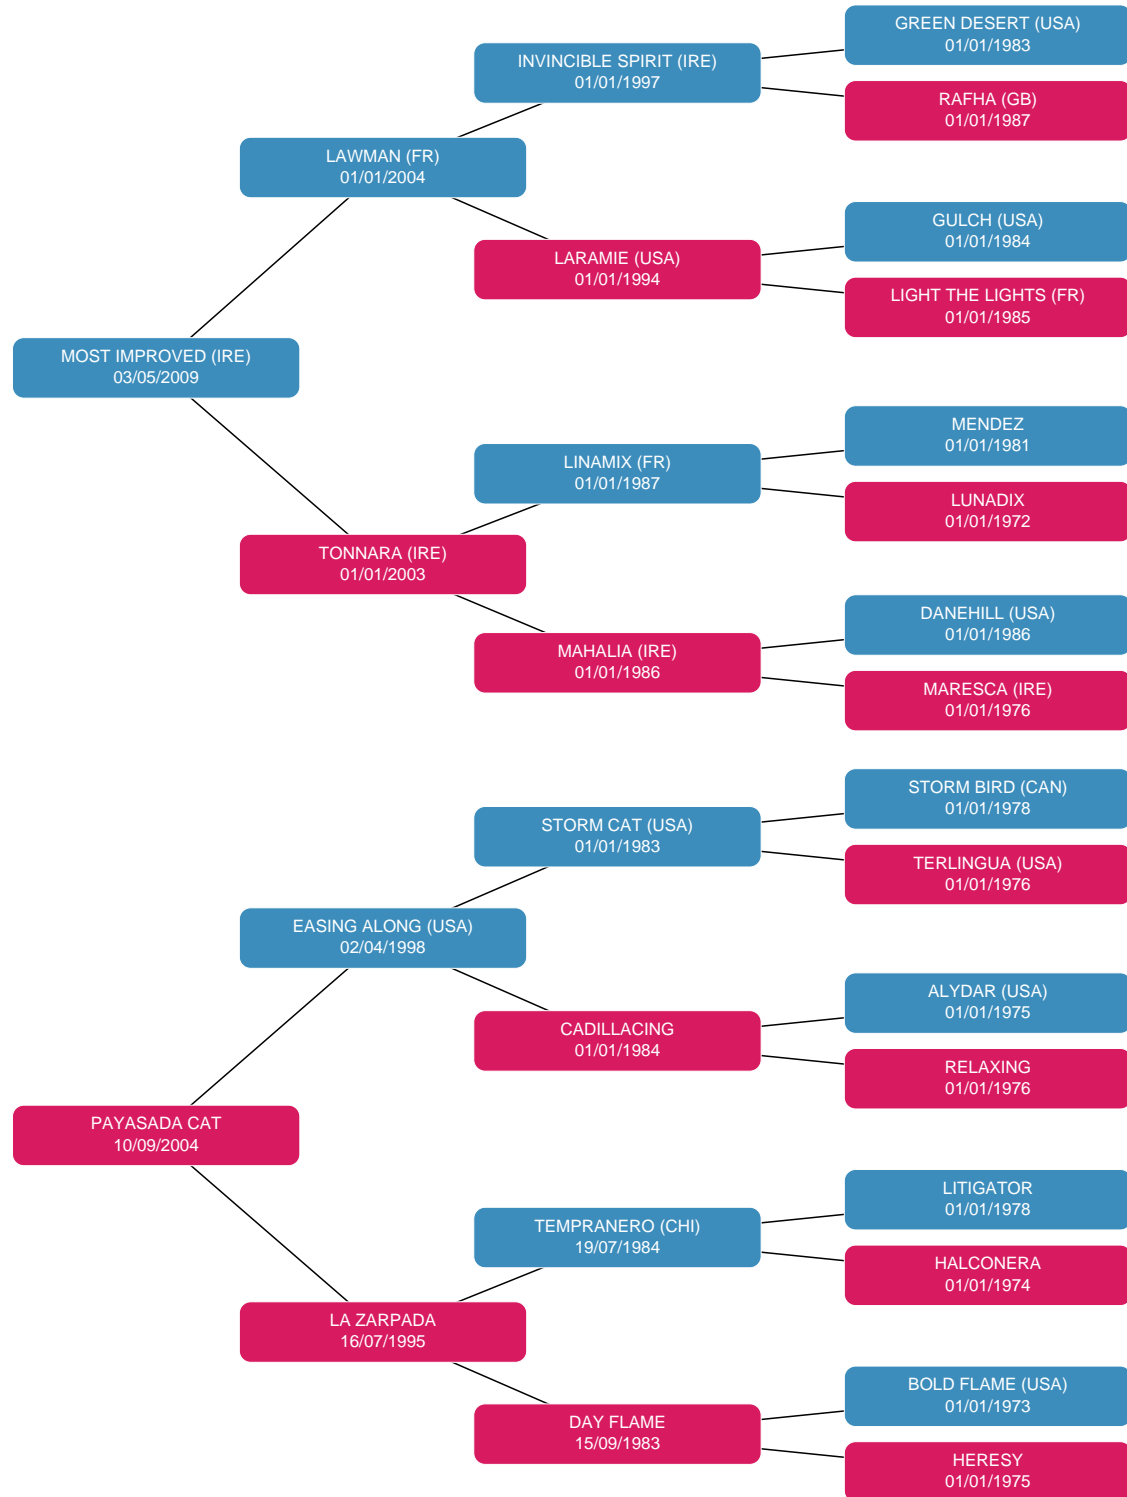 GREEN DESERT (USA)
01/01/1983
INVINCIBLE SPIRIT (IRE)
01/01/1997
RAFHA (GB)
01/01/1987
LAWMAN (FR)
01/01/2004
GULCH (USA)
01/01/1984
LARAMIE (USA)
01/01/1994
LIGHT THE LIGHTS (FR)
01/01/1985
MOST IMPROVED (IRE)
03/05/2009
MENDEZ
01/01/1981
LINAMIX (FR)
01/01/1987
LUNADIX
01/01/1972
TONNARA (IRE)
01/01/2003
DANEHILL (USA)
01/01/1986
MAHALIA (IRE)
01/01/1986
MARESCA (IRE)
01/01/1976
STORM BIRD (CAN)
01/01/1978
STORM CAT (USA)
01/01/1983
TERLINGUA (USA)
01/01/1976
EASING ALONG (USA)
02/04/1998
ALYDAR (USA)
01/01/1975
CADILLACING
01/01/1984
RELAXING
01/01/1976
PAYASADA CAT
10/09/2004
LITIGATOR
01/01/1978
TEMPRANERO (CHI)
19/07/1984
HALCONERA
01/01/1974
LA ZARPADA
16/07/1995
BOLD FLAME (USA)
01/01/1973
DAY FLAME
15/09/1983
HERESY
01/01/1975